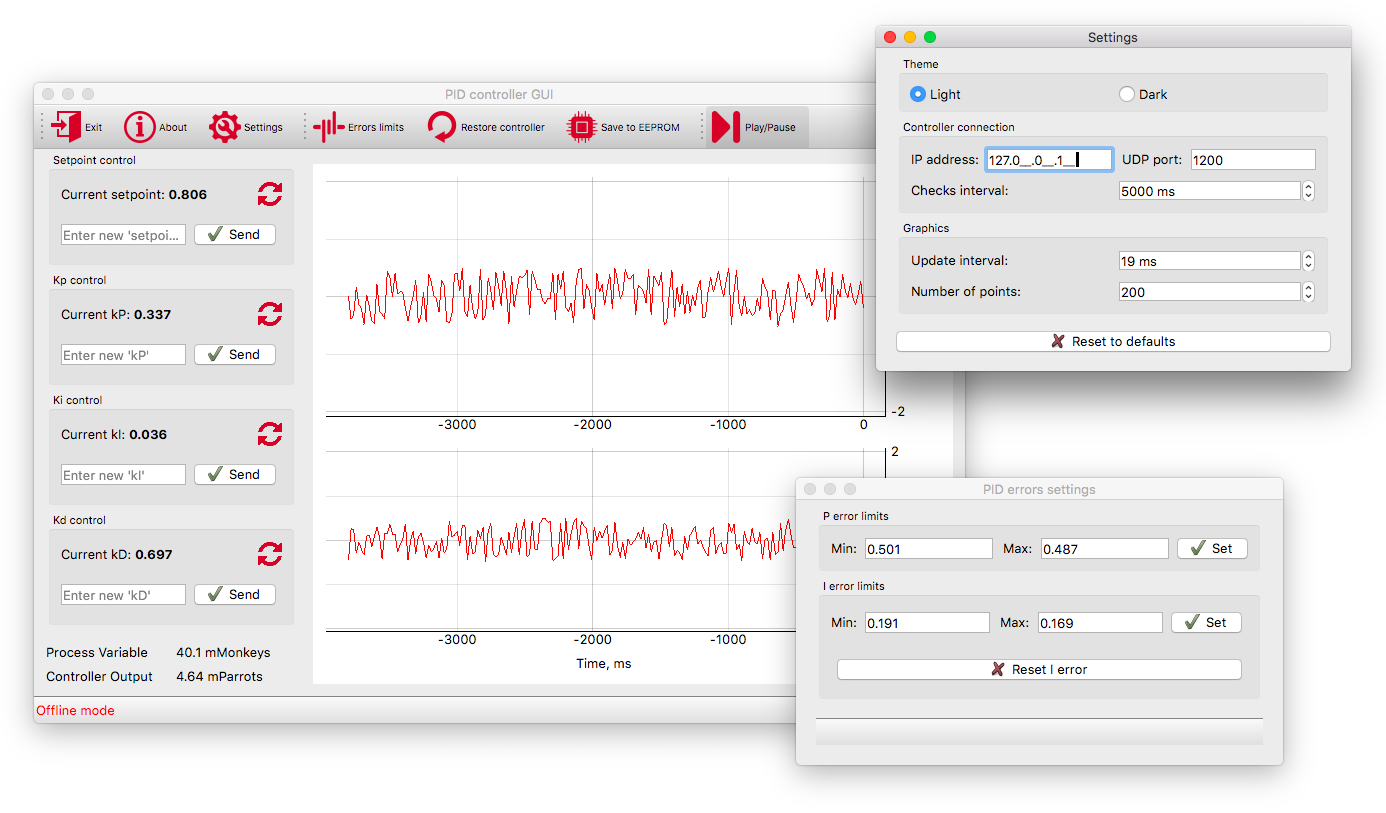 PID controller GUI
Exit About Settings Errors limits Restore controller Save to EEPROM Play/Pause
Setpoint control
Current setpoint: 0.806
Enter new 'setpoi... Send
Kp control
Current kP: 0.337
Enter new 'kP' Send
Ki control
Current kI: 0.036
Enter new 'kI' Send
Kd control
Current kD: 0.697
Enter new 'kD' Send
Process Variable 40.1 mMonkeys
Controller Output 4.64 mParrots
Offline mode
-2
-3000 -2000 -1000 0
2
-3000 -2000 -1000
Time, ms
Settings
Theme
Light Dark
Controller connection
IP address: 127.0__.0__.1__ UDP port: 1200
Checks interval: 5000 ms
Graphics
Update interval: 19 ms
Number of points: 200
Reset to defaults
PID errors settings
P error limits
Min: 0.501 Max: 0.487 Set
I error limits
Min: 0.191 Max: 0.169 Set
Reset I error